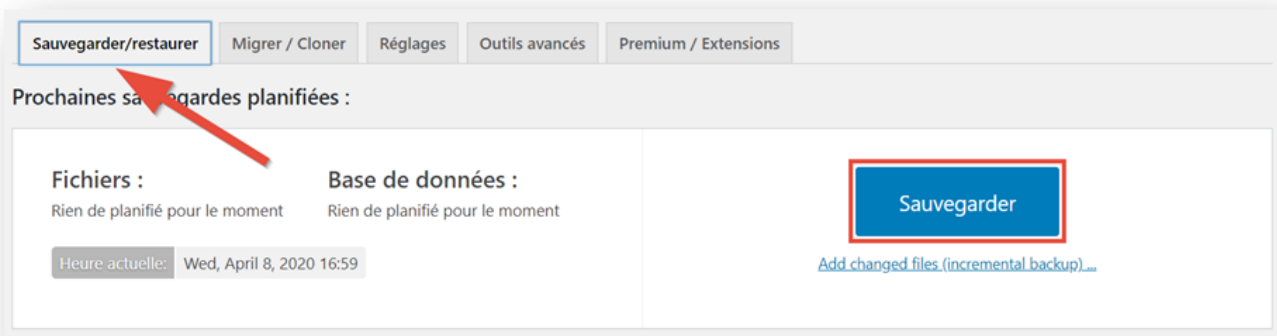 Sauvegarder/restaurer Migrer / Cloner Réglages Outils avancés Premium / Extensions
Prochaines sauvegardes planifiées :
Fichiers : Base de données :
Rien de planifié pour le moment Rien de planifié pour le moment
Sauvegarder
Heure actuelle: Wed, April 8, 2020 16:59
Add changed files (incremental backup) ...